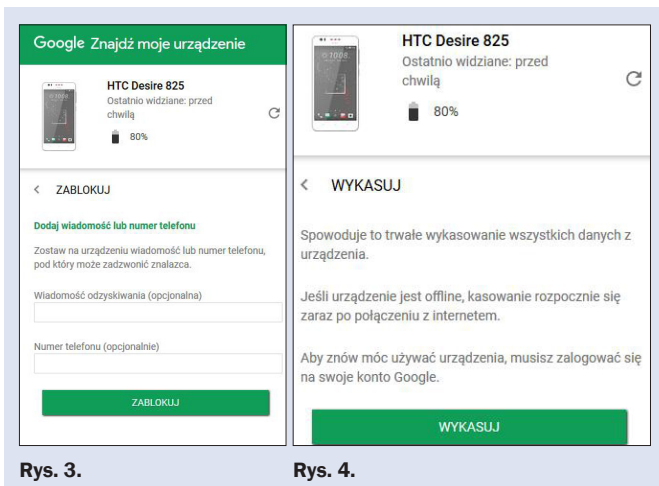 Google Znajdź moje urządzenie
HTC Desire 825
Ostatnio widziane: przed
chwilą
80%
ZABLOKUJ
Dodaj wiadomość lub numer telefonu
Zostaw na urządzeniu wiadomość lub numer telefonu,
pod który może zadzwonić znalazca.
Wiadomość odzyskiwania (opcjonalna)
Numer telefonu (opcjonalnie)
ZABLOKUJ
Rys. 3.
HTC Desire 825
Ostatnio widziane: przed
chwilą
80%
WYKASUJ
Spowoduje to trwałe wykasowanie wszystkich danych z
urządzenia.
Jeśli urządzenie jest offline, kasowanie rozpocznie się
zaraz po połączeniu z internetem.
Aby znów móc używać urządzenia, musisz zalogować się
na swoje konto Google.
WYKASUJ
Rys. 4.